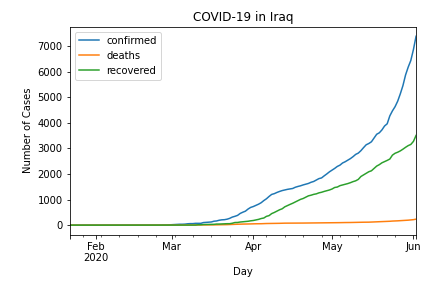 COVID-19 in Iraq
confirmed
deaths
recovered
Number of Cases
7000
6000
5000
4000
3000
2000
1000
0
Feb Mar Apr May Jun
2020
Day